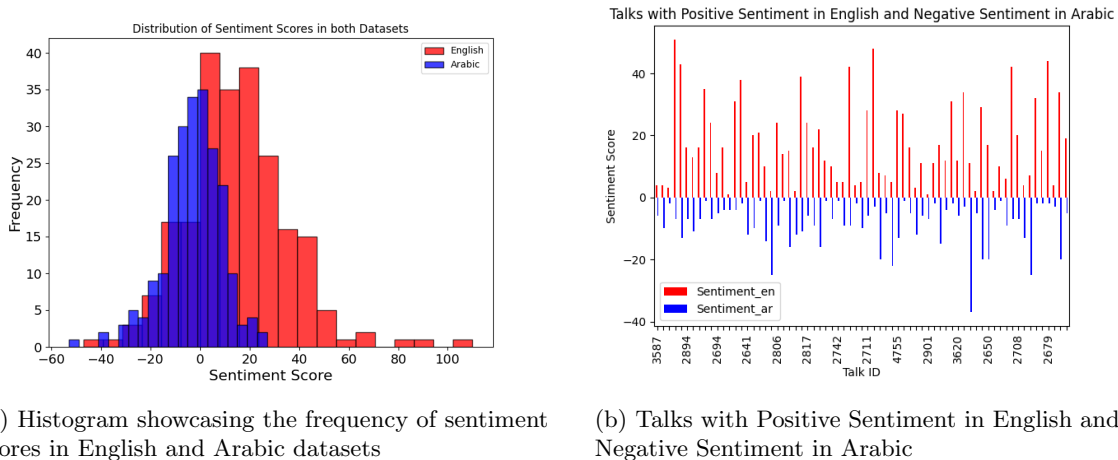 Distribution of Sentiment Scores in both Datasets
English
Arabic
Frequency
40
35
30
25
20
15
10
5
0
−60
−40
−20
0
20
40
60
80
100
Sentiment Score
Talks with Positive Sentiment in English and Negative Sentiment in Arabic
Sentiment Score
40
20
0
−20
−40
Sentiment_en
Sentiment_ar
3587
2894
2694
2641
2806
2817
2742
2711
4755
2901
3620
2650
2708
2679
Talk ID
) Histogram showcasing the frequency of sentiment
ores in English and Arabic datasets
(b) Talks with Positive Sentiment in English and
Negative Sentiment in Arabic